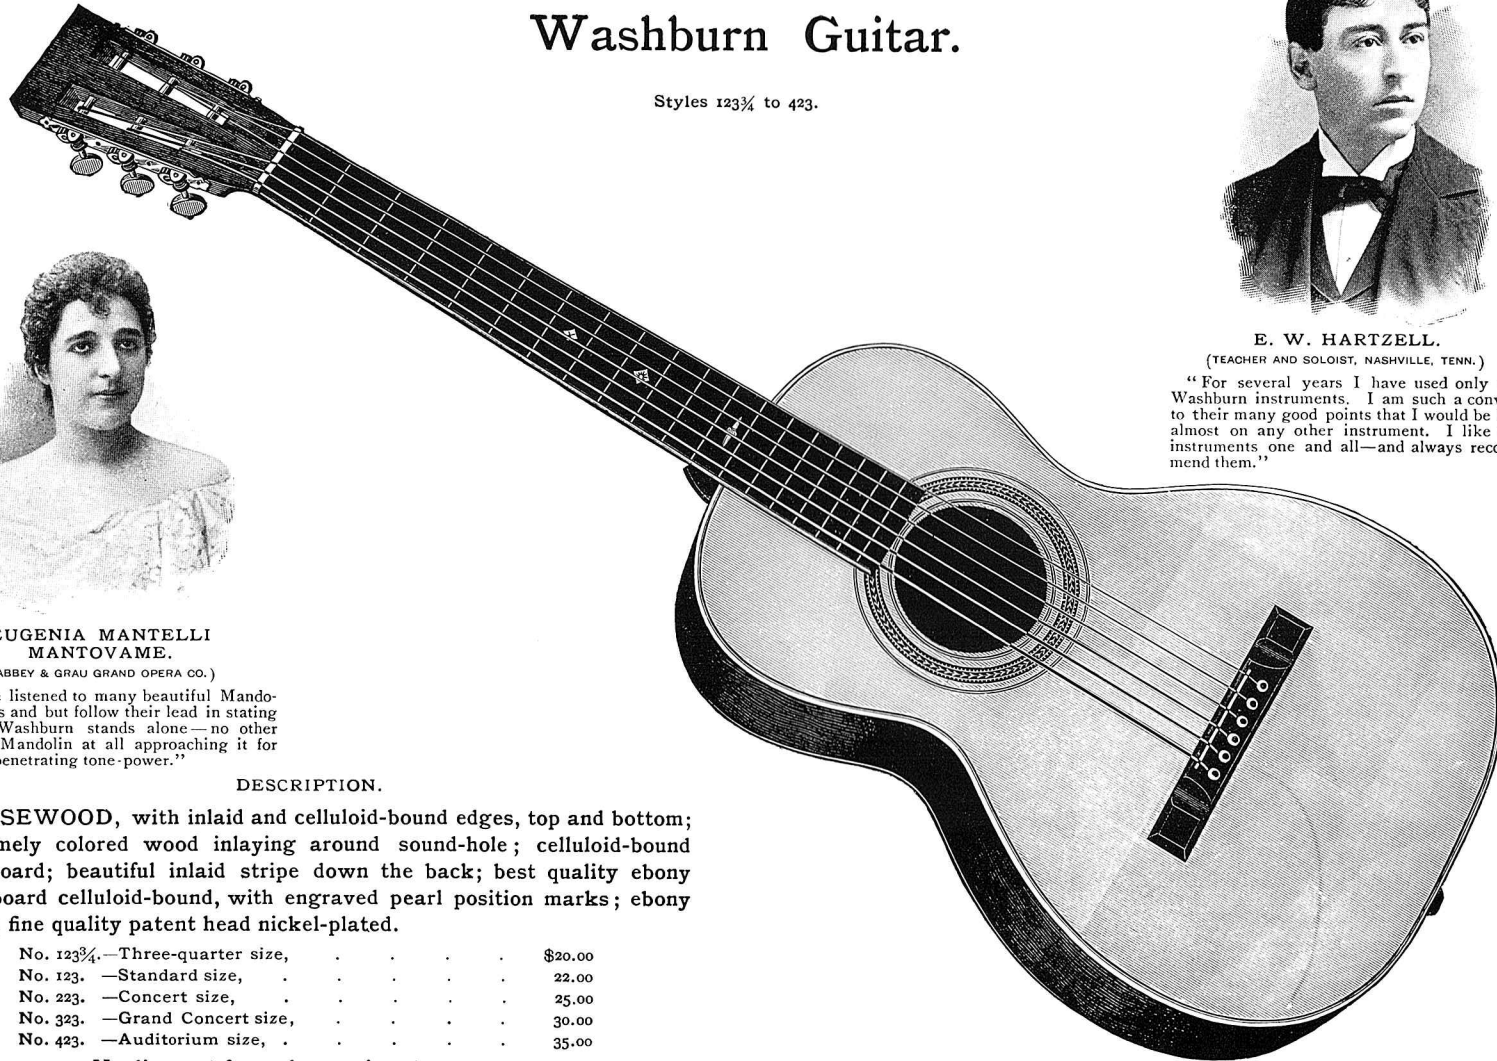 Washburn Guitar.
Styles 123¾ to 423.
E. W. HARTZELL.
(TEACHER AND SOLOIST, NASHVILLE, TENN.)
“For several years I have used only
Washburn instruments. I am such a
to their many good points that I would be
almost on any other instrument. I like
instruments one and all—and always
mend them.”
MANTELLI
MANTOVAME.
ABBEY & GRAU GRAND OPERA CO.)
listened to many beautiful Mando-
and but follow their lead in stating
Washburn stands alone—no other
Mandolin at all approaching it for
penetrating tone-power.”
DESCRIPTION.
SEWOOD, with inlaid and celluloid-bound edges, top and bottom;
colored wood inlaying around sound-hole; celluloid-bound
oard; beautiful inlaid stripe down the back; best quality ebony
board celluloid-bound, with engraved pearl position marks; ebony
fine quality patent head nickel-plated.
No. 123¾.—Three-quarter size, . . . . $20.00
No. 123. —Standard size, . . . . . 22.00
No. 223. —Concert size, . . . . . 25.00
No. 323. —Grand Concert size, . . . . 30.00
No. 423. —Auditorium size, . . . . . 35.00